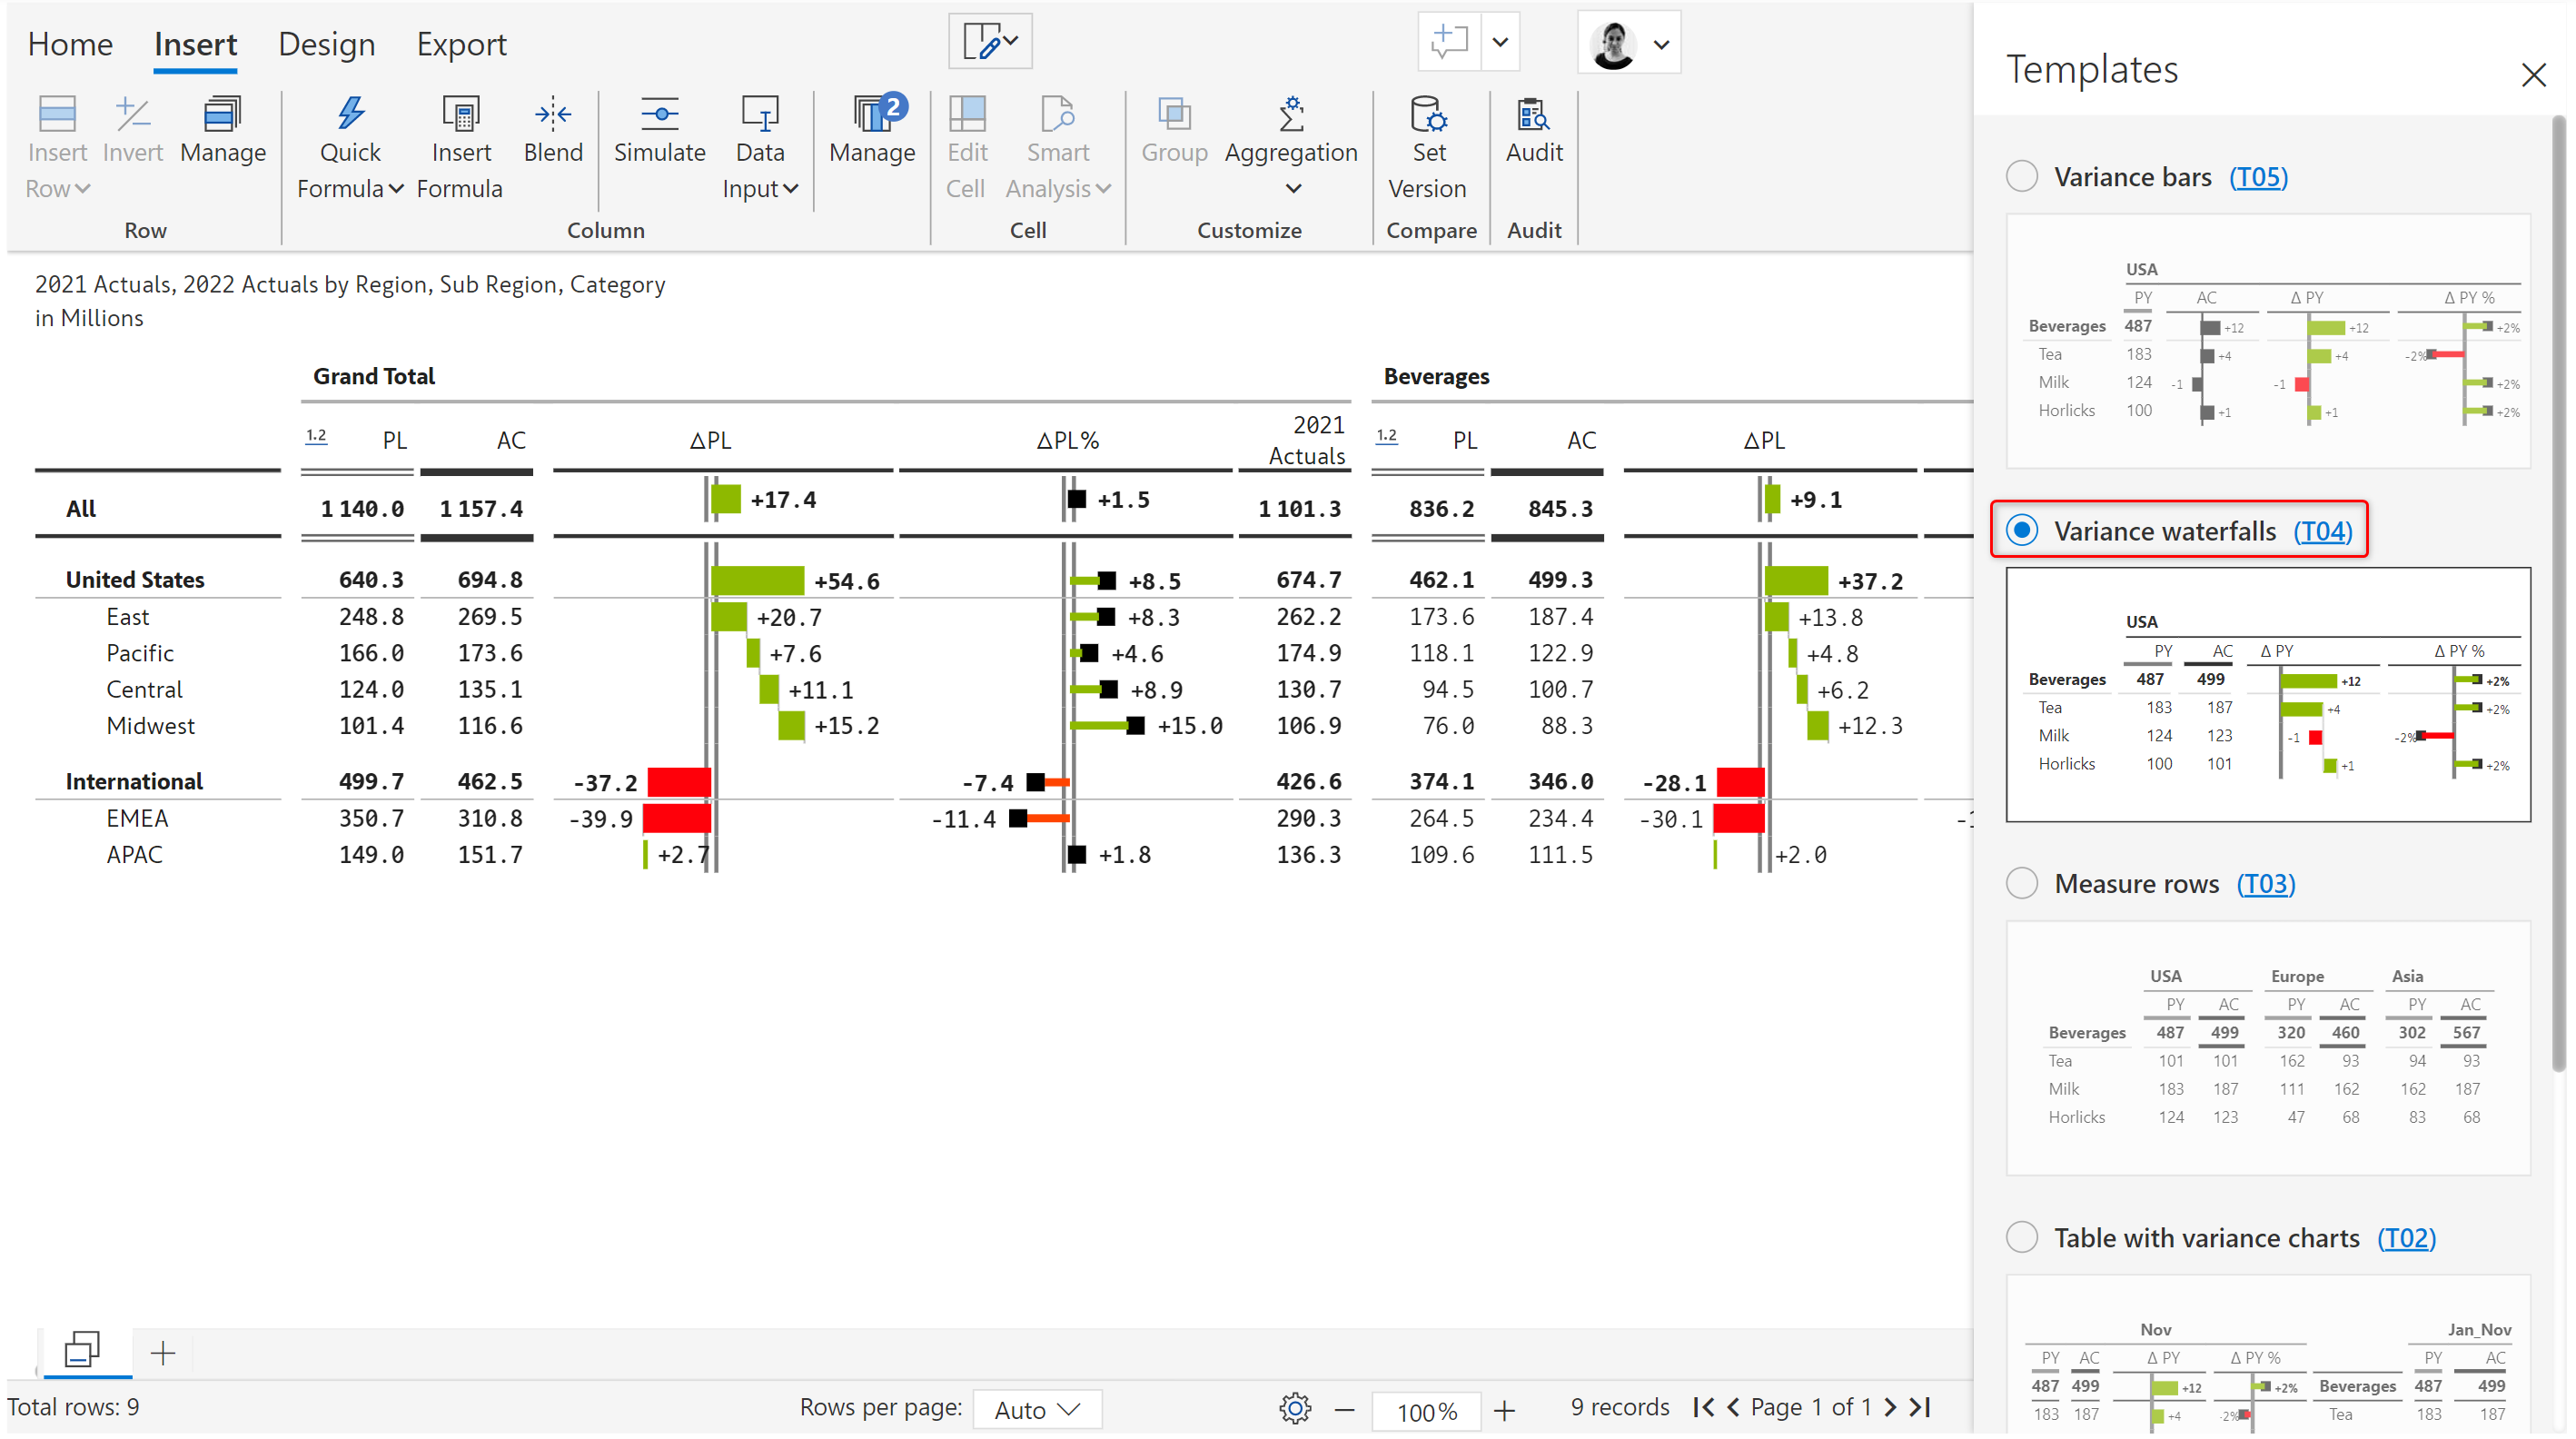 Home Insert Design Export
Insert Row Invert Manage Quick Formula Insert Formula Blend Simulate Data Input Manage 2 Edit Cell Smart Analysis Group Aggregation Set Version Audit
Row Column Cell Customize Compare Audit
2021 Actuals, 2022 Actuals by Region, Sub Region, Category
in Millions
Grand Total Beverages
1.2 PL AC ΔPL ΔPL% 2021 Actuals 1.2 PL AC ΔPL
All 1 140.0 1 157.4 +17.4 +1.5 1 101.3 836.2 845.3 +9.1
United States 640.3 694.8 +54.6 +8.5 674.7 462.1 499.3 +37.2
East 248.8 269.5 +20.7 +8.3 262.2 173.6 187.4 +13.8
Pacific 166.0 173.6 +7.6 +4.6 174.9 118.1 122.9 +4.8
Central 124.0 135.1 +11.1 +8.9 130.7 94.5 100.7 +6.2
Midwest 101.4 116.6 +15.2 +15.0 106.9 76.0 88.3 +12.3
International 499.7 462.5 -37.2 -7.4 426.6 374.1 346.0 -28.1
EMEA 350.7 310.8 -39.9 -11.4 290.3 264.5 234.4 -30.1
APAC 149.0 151.7 +2.7 +1.8 136.3 109.6 111.5 +2.0
Total rows: 9 Rows per page: Auto 100% 9 records Page 1 of 1
Templates
Variance bars (T05)
USA
PY AC Δ PY Δ PY %
Beverages 487 +12 +12 +2%
Tea 183 +4 +4 -2%
Milk 124 -1 -1 +2%
Horlicks 100 +1 +1 +2%
Variance waterfalls (T04)
USA
PY AC Δ PY Δ PY %
Beverages 487 499 +12 +2%
Tea 183 187 +4 +2%
Milk 124 123 -1 -2%
Horlicks 100 101 +1 +2%
Measure rows (T03)
USA Europe Asia
PY AC PY AC PY AC
Beverages 487 499 320 460 302 567
Tea 101 101 162 93 94 93
Milk 183 187 111 162 162 187
Horlicks 124 123 47 68 83 68
Table with variance charts (T02)
Nov Jan_Nov
PY AC Δ PY Δ PY % PY AC
487 499 +12 +2% Beverages 487 499
183 187 +4 -2% Tea 183 187